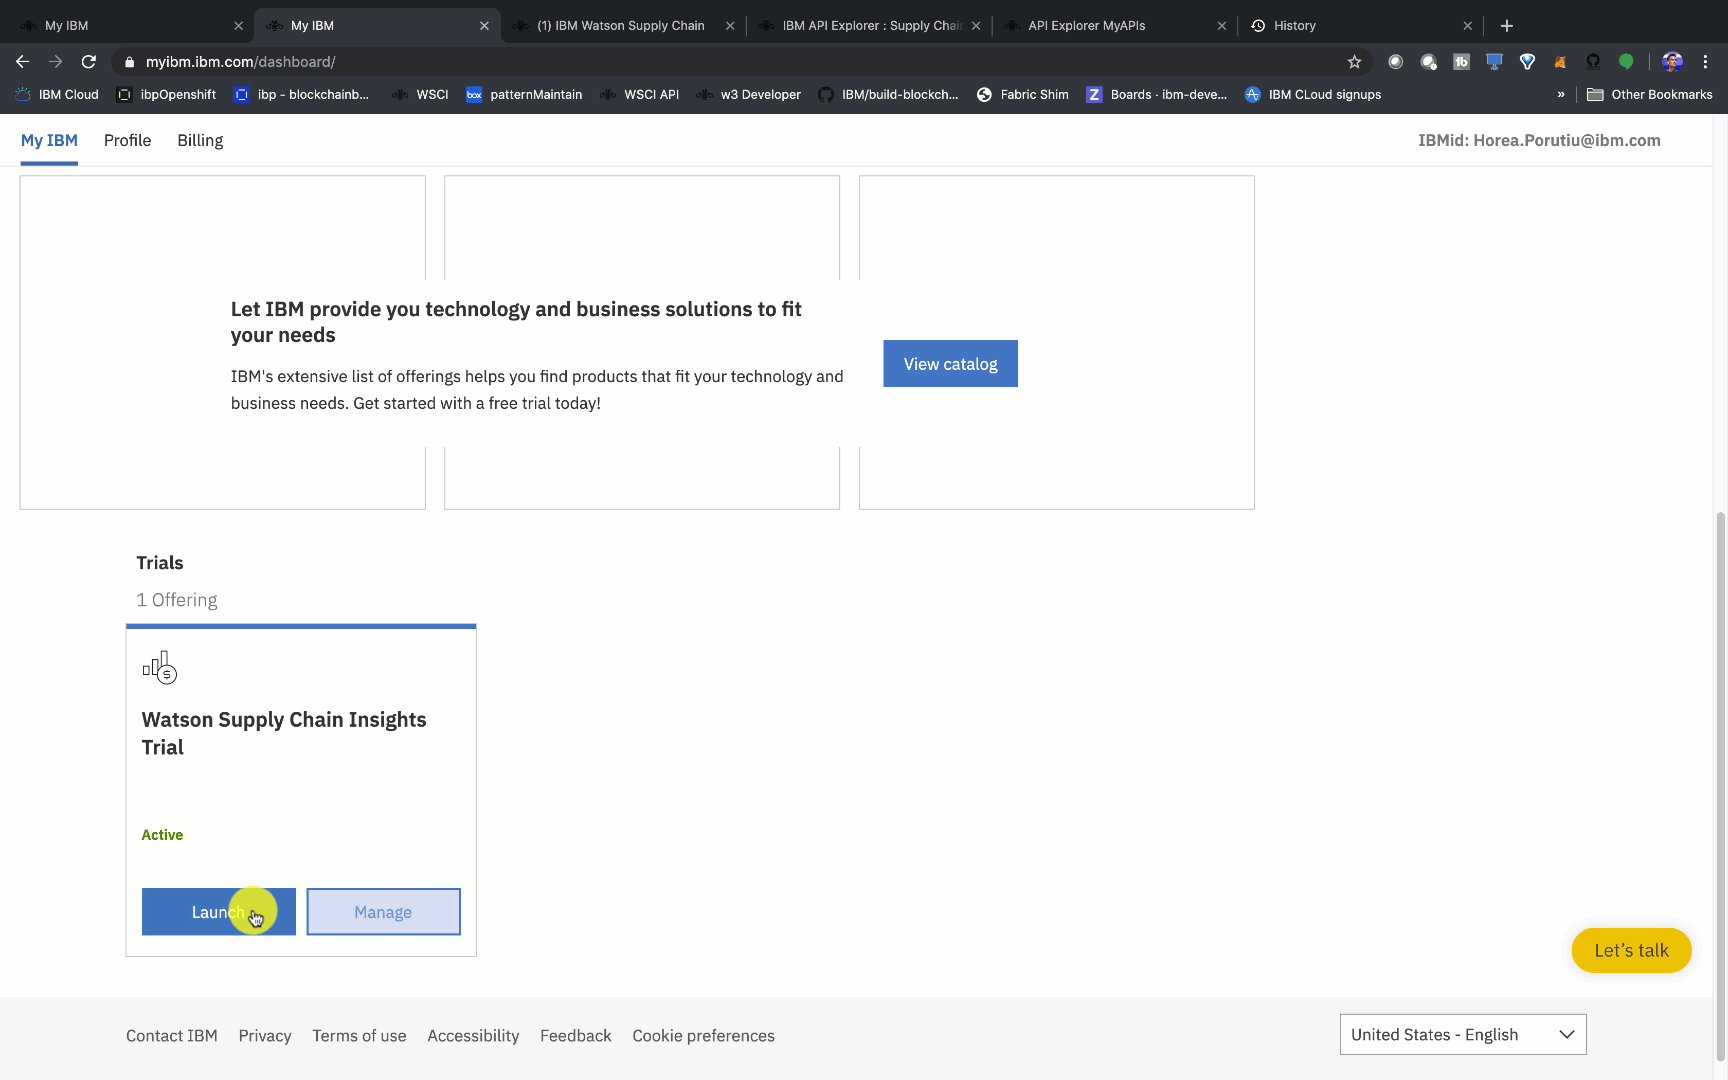 My IBM
My IBM
(1) IBM Watson Supply Chain
IBM API Explorer : Supply Chai
API Explorer MyAPIs
History
myibm.ibm.com/dashboard/
IBM Cloud
ibpOpenshift
ibp - blockchainb...
WSCI
box
patternMaintain
WSCI API
w3 Developer
IBM/build-blockch...
Fabric Shim
Z
Boards · ibm-deve...
IBM CLoud signups
»
Other Bookmarks
My IBM
Profile
Billing
IBMid: Horea.Porutiu@ibm.com
Let IBM provide you technology and business solutions to fit
your needs
IBM's extensive list of offerings helps you find products that fit your technology and
business needs. Get started with a free trial today!
View catalog
Trials
1 Offering
Watson Supply Chain Insights
Trial
Active
Launch
Manage
Let's talk
Contact IBM
Privacy
Terms of use
Accessibility
Feedback
Cookie preferences
United States - English